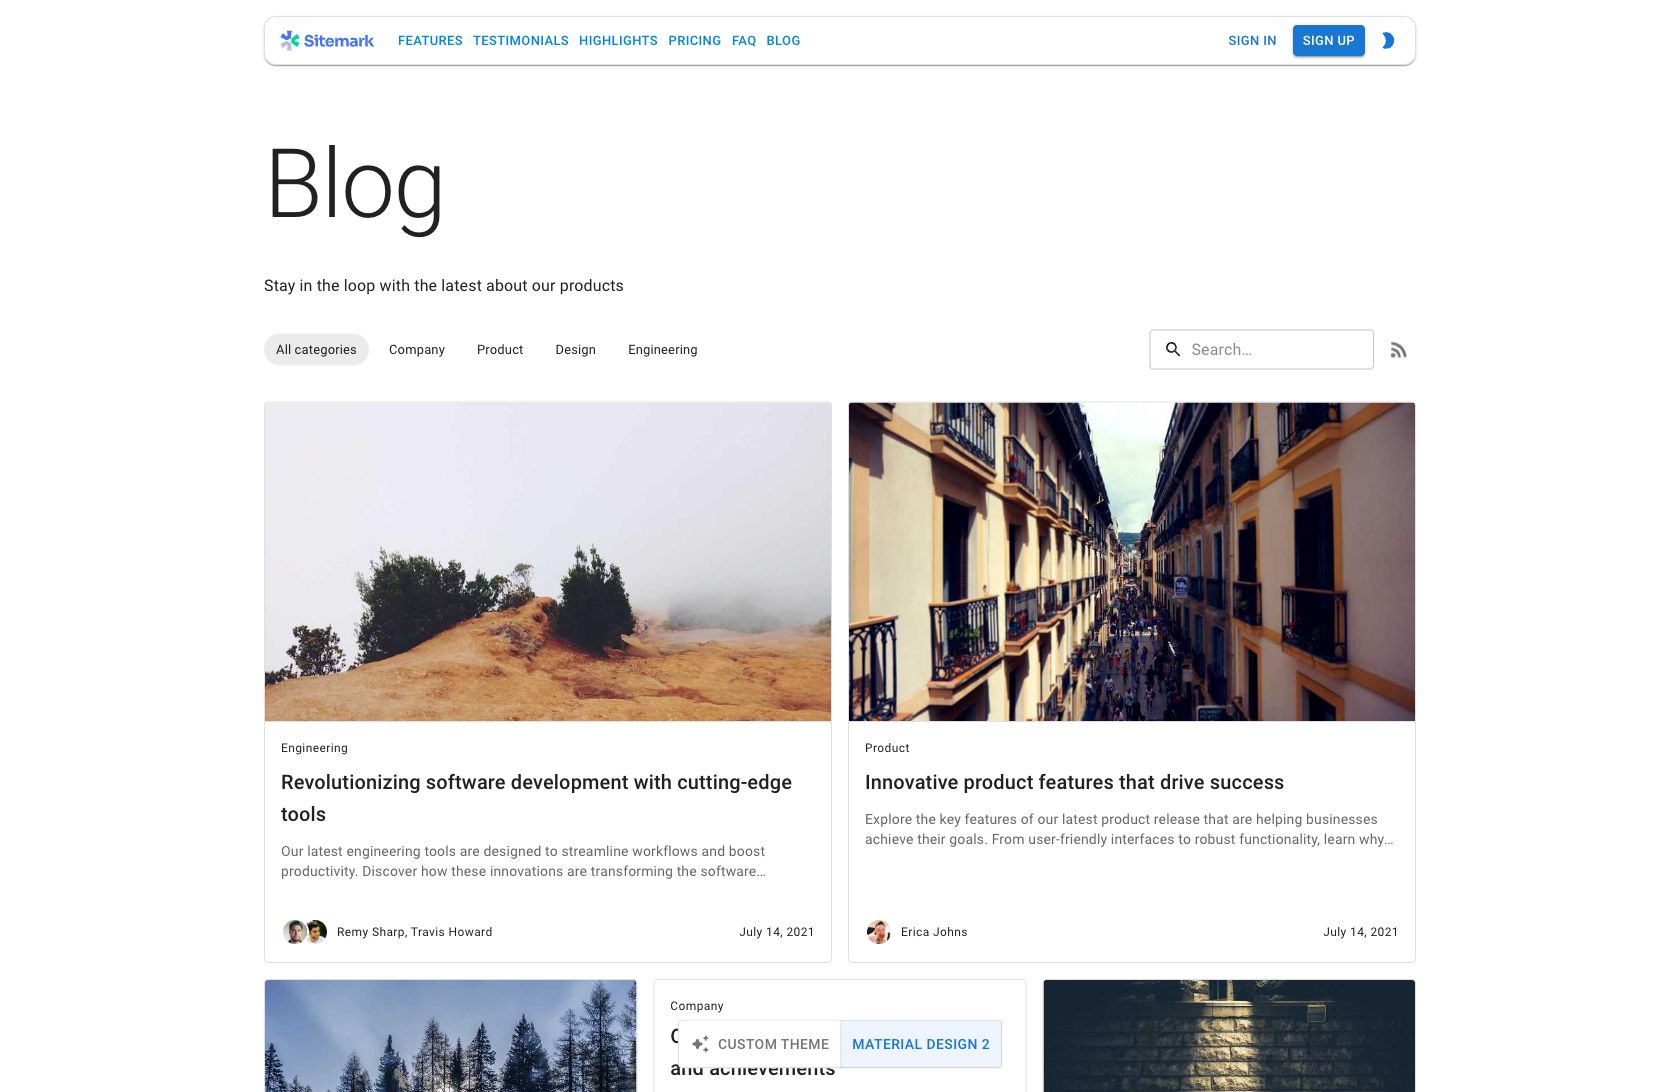 Sitemark FEATURES TESTIMONIALS HIGHLIGHTS PRICING FAQ BLOG SIGN IN SIGN UP
Blog
Stay in the loop with the latest about our products
All categories Company Product Design Engineering Search…
Engineering
Revolutionizing software development with cutting-edge
tools
Our latest engineering tools are designed to streamline workflows and boost
productivity. Discover how these innovations are transforming the software…
Remy Sharp, Travis Howard July 14, 2021
Product
Innovative product features that drive success
Explore the key features of our latest product release that are helping businesses
achieve their goals. From user-friendly interfaces to robust functionality, learn why…
Erica Johns July 14, 2021
Company
CUSTOM THEME MATERIAL DESIGN 2
and achievements